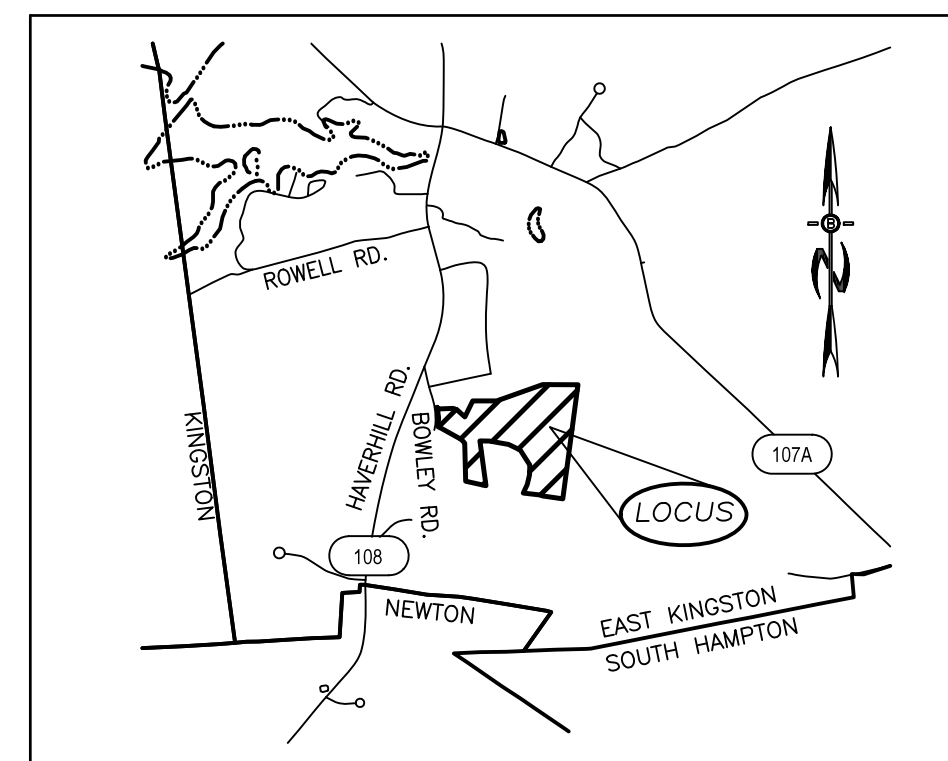 ROWELL RD.
B
HAVERHILL RD.
BOWLEY RD.
KINGSTON
107A
LOCUS
108
NEWTON
EAST KINGSTON
SOUTH HAMPTON